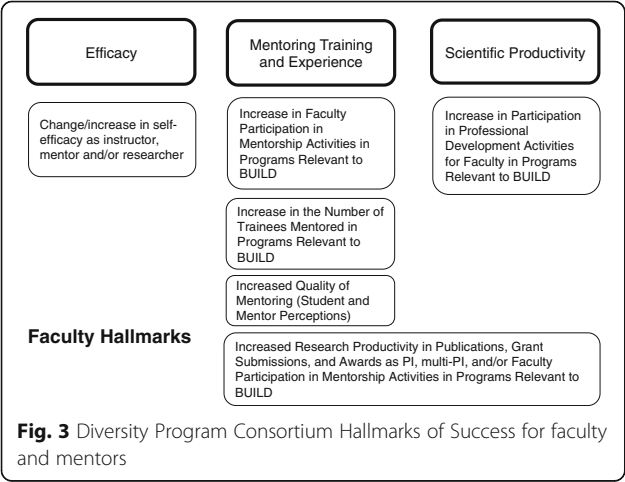 Efficacy
Mentoring Training
and Experience
Scientific Productivity
Change/increase in self-
efficacy as instructor,
mentor and/or researcher
Increase in Faculty
Participation in
Mentorship Activities in
Programs Relevant to
BUILD
Increase in Participation
in Professional
Development Activities
for Faculty in Programs
Relevant to BUILD
Increase in the Number of
Trainees Mentored in
Programs Relevant to
BUILD
Increased Quality of
Mentoring (Student and
Mentor Perceptions)
Faculty Hallmarks
Increased Research Productivity in Publications, Grant
Submissions, and Awards as PI, multi-PI, and/or Faculty
Participation in Mentorship Activities in Programs Relevant to
BUILD
Fig. 3 Diversity Program Consortium Hallmarks of Success for faculty
and mentors